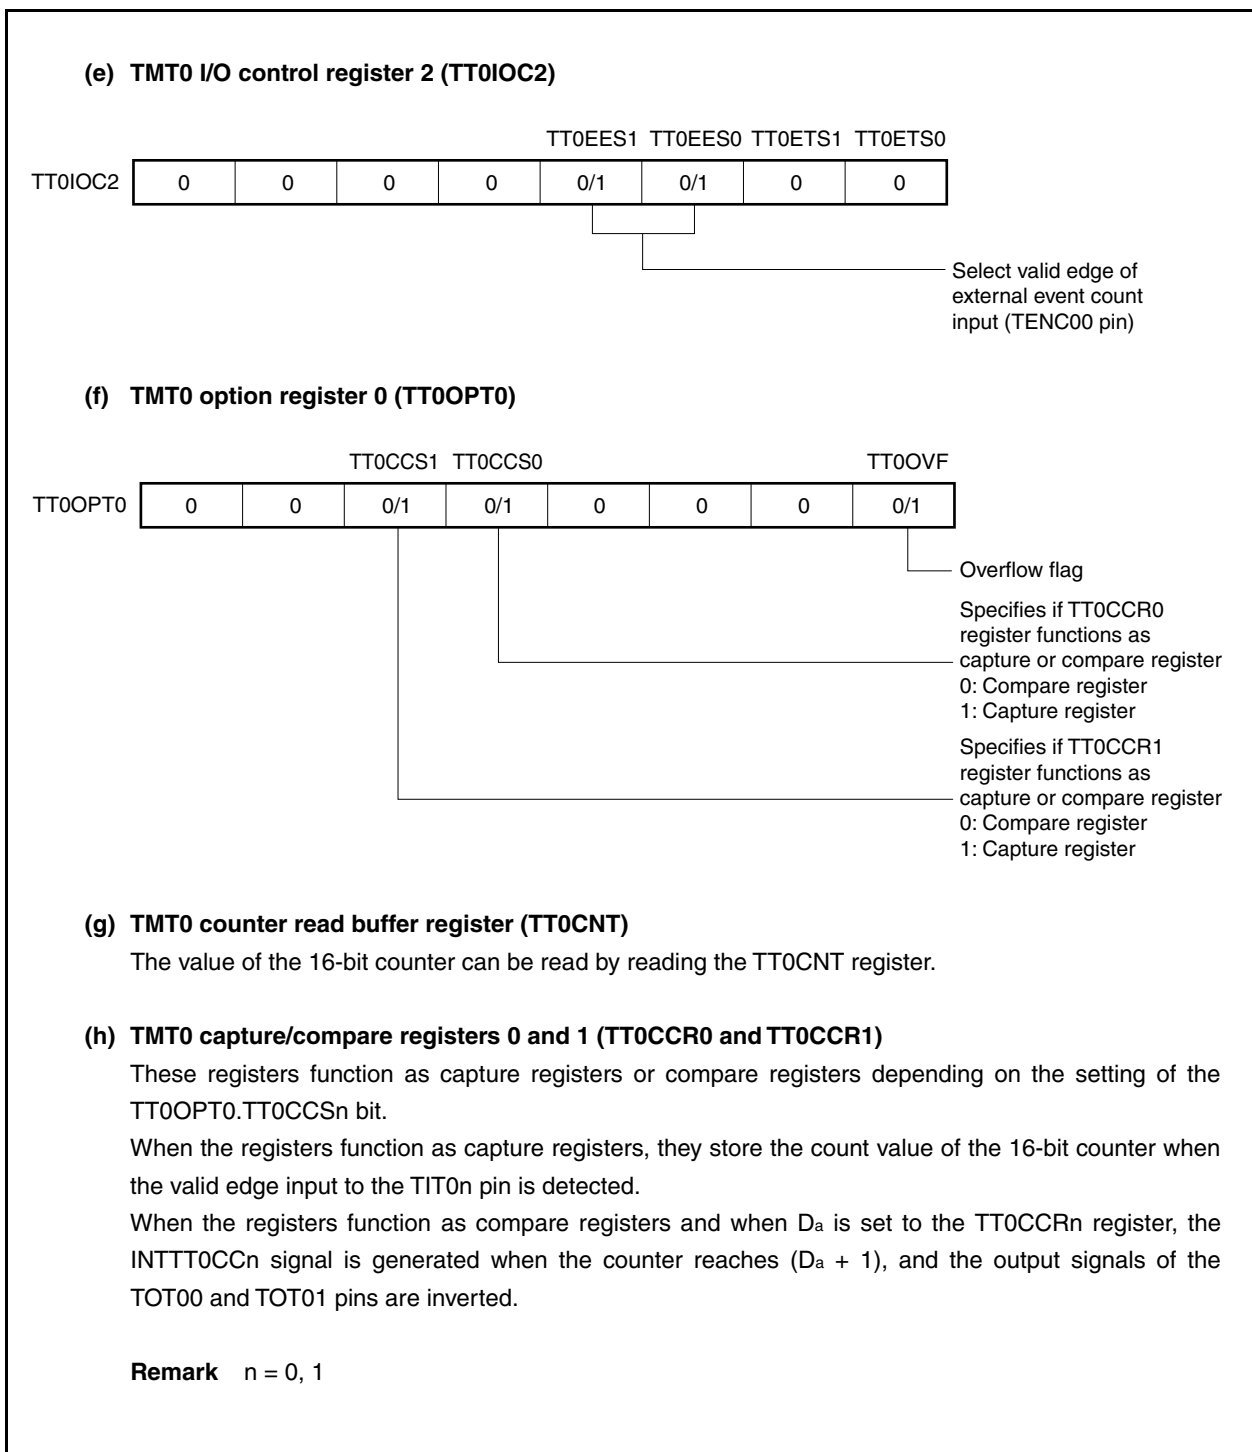 (e) TMT0 I/O control register 2 (TT0IOC2)
TT0EES1 TT0EES0 TT0ETS1 TT0ETS0
TT0IOC2 0 0 0 0 0/1 0/1 0 0
Select valid edge of
external event count
input (TENC00 pin)
(f) TMT0 option register 0 (TT0OPT0)
TT0CCS1 TT0CCS0 TT0OVF
TT0OPT0 0 0 0/1 0/1 0 0 0 0/1
Overflow flag
Specifies if TT0CCR0
register functions as
capture or compare register
0: Compare register
1: Capture register
Specifies if TT0CCR1
register functions as
capture or compare register
0: Compare register
1: Capture register
(g) TMT0 counter read buffer register (TT0CNT)
The value of the 16-bit counter can be read by reading the TT0CNT register.
(h) TMT0 capture/compare registers 0 and 1 (TT0CCR0 and TT0CCR1)
These registers function as capture registers or compare registers depending on the setting of the
TT0OPT0.TT0CCSn bit.
When the registers function as capture registers, they store the count value of the 16-bit counter when
the valid edge input to the TIT0n pin is detected.
When the registers function as compare registers and when Da is set to the TT0CCRn register, the
INTTT0CCn signal is generated when the counter reaches (Da + 1), and the output signals of the
TOT00 and TOT01 pins are inverted.
Remark n = 0, 1